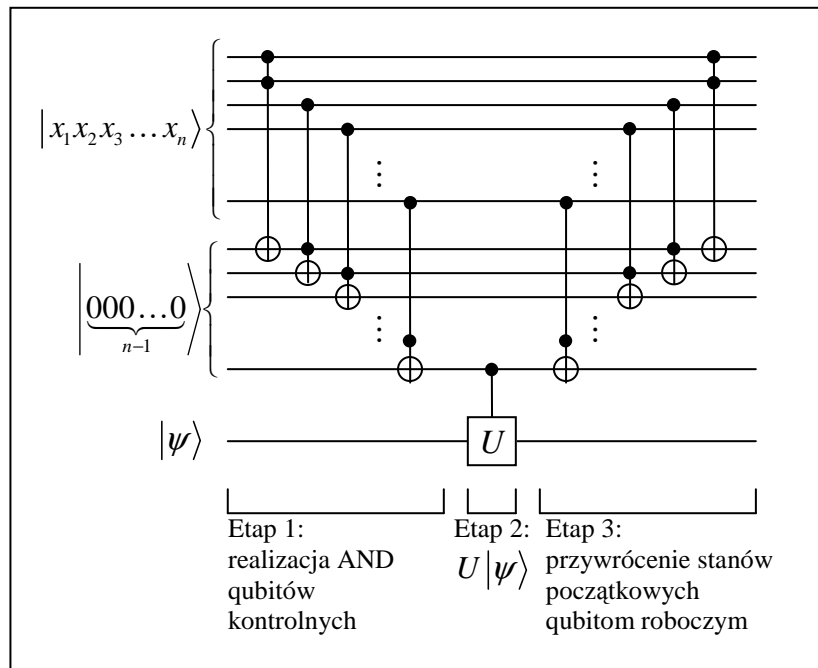 |x₁x₂x₃…xₙ⟩
⋮ ⋮
|000…0⟩
n−1
⋮ ⋮
|ψ⟩
U
Etap 1:
realizacja AND
qubitów
kontrolnych
Etap 2:
U|ψ⟩
Etap 3:
przywrócenie stanów
początkowych
qubitom roboczym